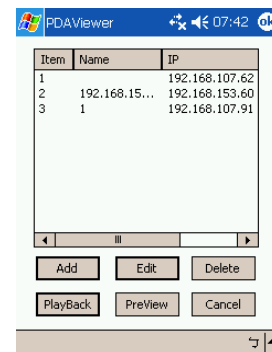 PDAViewer 07:42 ok
Item Name IP
1 192.168.107.62
2 192.168.15... 192.168.153.60
3 1 192.168.107.91
Add Edit Delete
PlayBack PreView Cancel